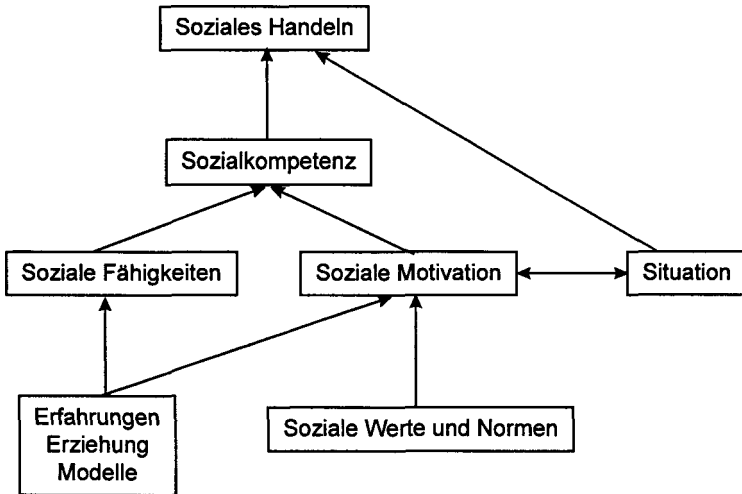 Soziales Handeln
Sozialkompetenz
Soziale Fähigkeiten
Soziale Motivation
Situation
Erfahrungen
Erziehung
Modelle
Soziale Werte und Normen